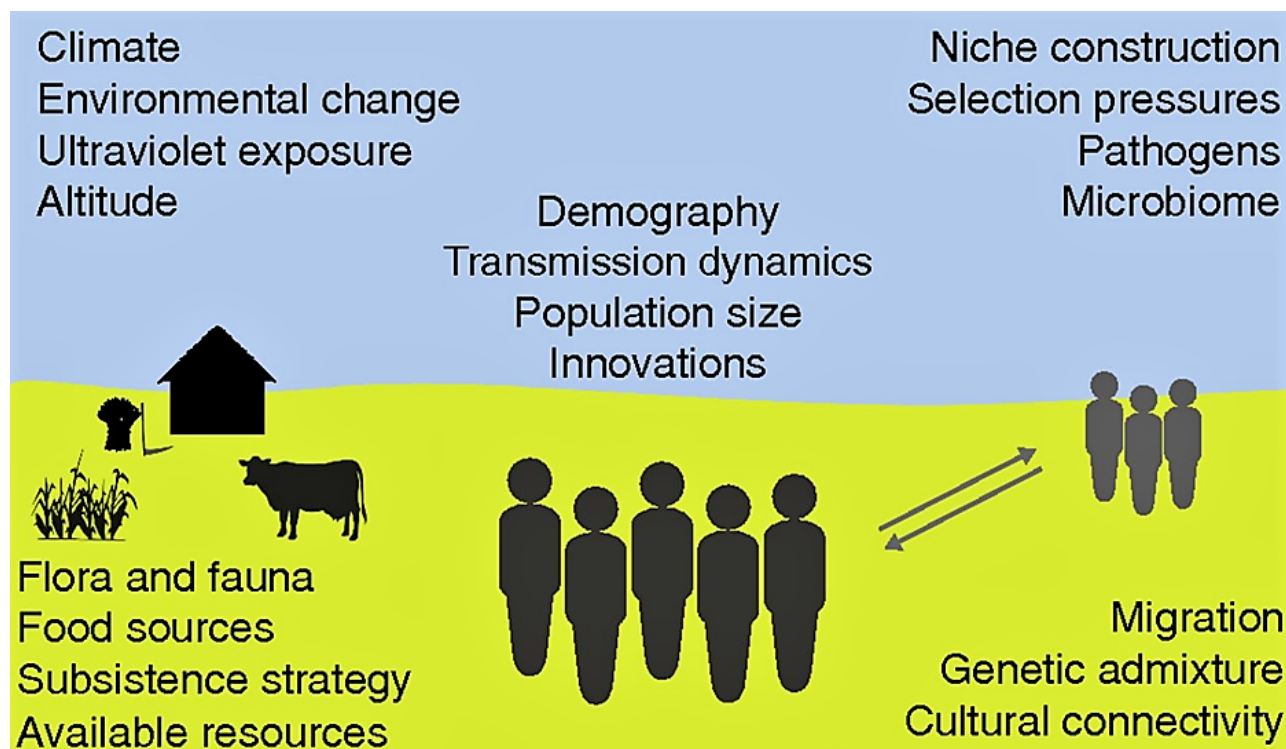 Climate
Environmental change
Ultraviolet exposure
Altitude
Niche construction
Selection pressures
Pathogens
Microbiome
Demography
Transmission dynamics
Population size
Innovations
Flora and fauna
Food sources
Subsistence strategy
Available resources
Migration
Genetic admixture
Cultural connectivity